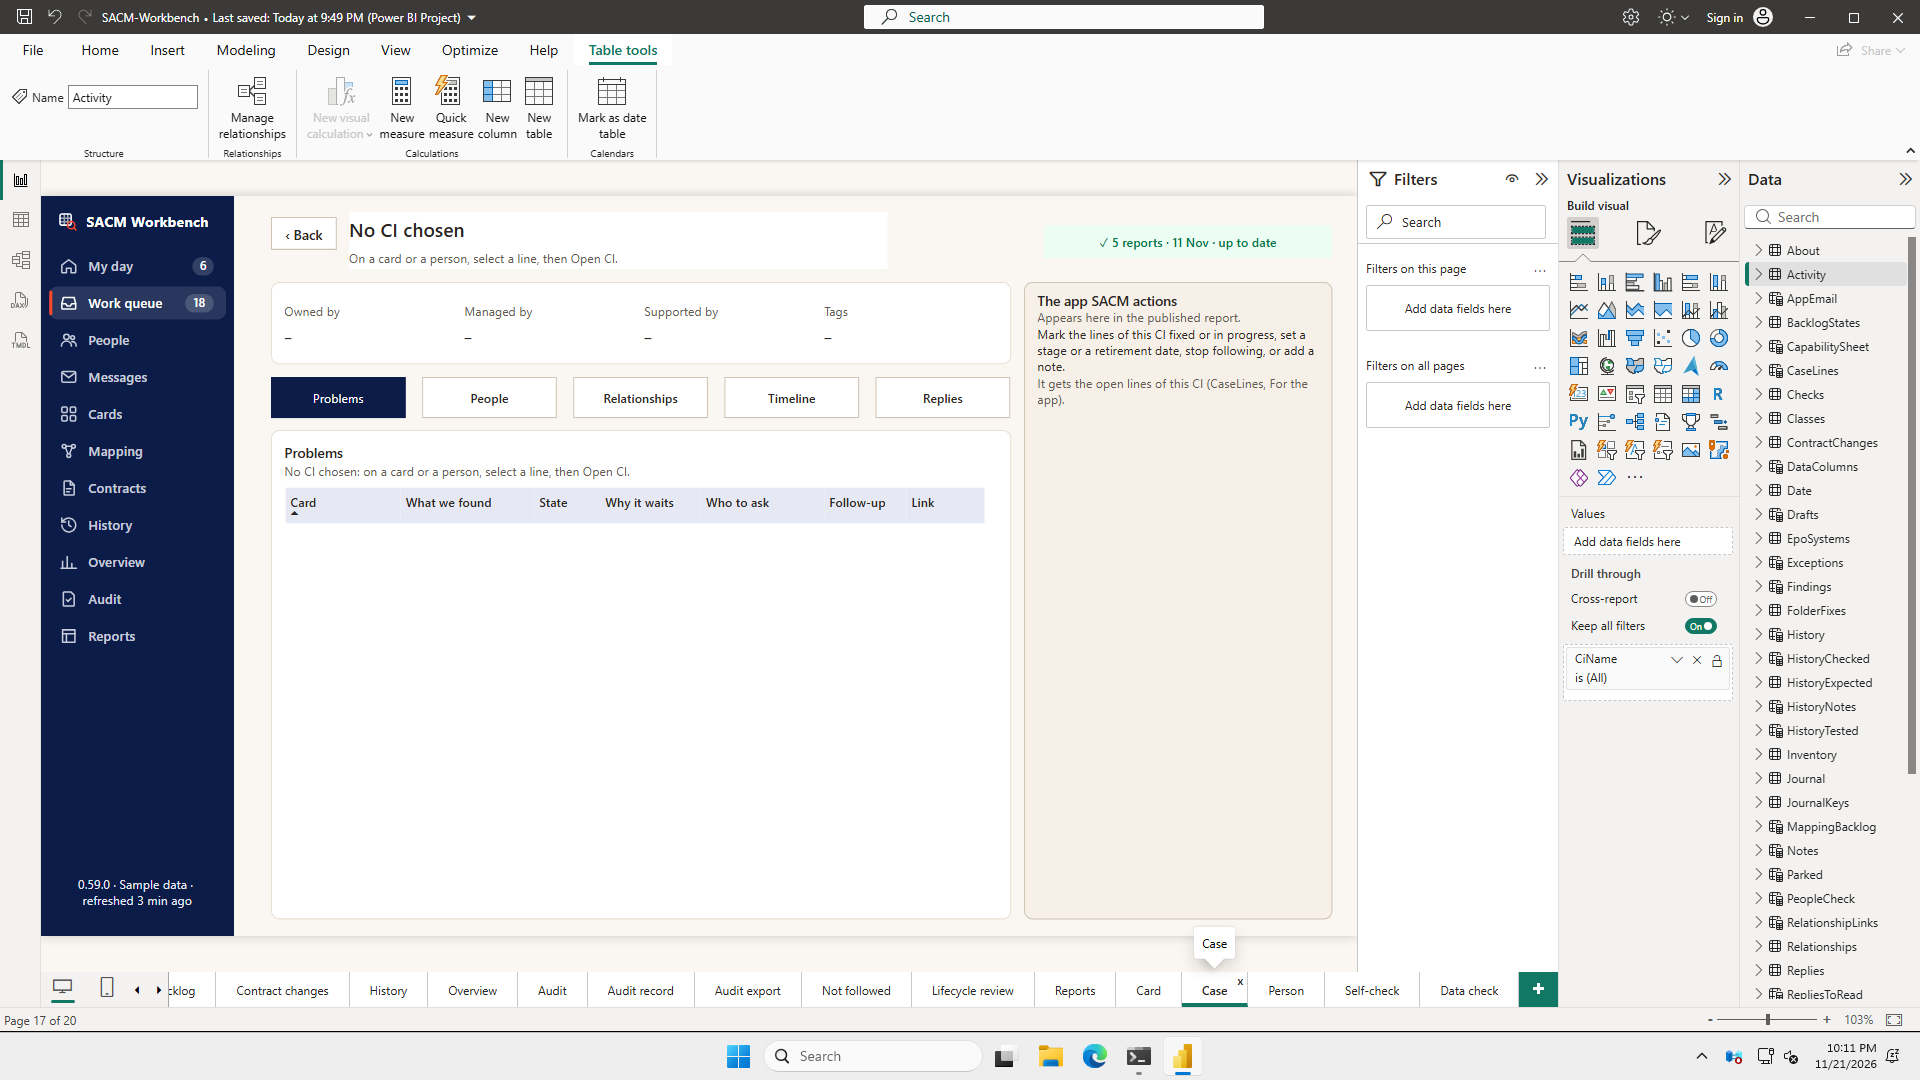 SACM-Workbench • Last saved: Today at 9:49 PM (Power BI Project)
Search
Sign in
File
Home
Insert
Modeling
Design
View
Optimize
Help
Table tools
Share
Name
Activity
Structure
Manage relationships
Relationships
New visual calculation
New measure
Quick measure
New column
New table
Calculations
Mark as date table
Calendars
SACM Workbench
My day 6
Work queue 18
People
Messages
Cards
Mapping
Contracts
History
Overview
Audit
Reports
0.59.0 · Sample data ·
refreshed 3 min ago
‹ Back
No CI chosen
On a card or a person, select a line, then Open CI.
✓ 5 reports · 11 Nov · up to date
Owned by
Managed by
Supported by
Tags
–
–
–
–
Problems
People
Relationships
Timeline
Replies
Problems
No CI chosen: on a card or a person, select a line, then Open CI.
Card
What we found
State
Why it waits
Who to ask
Follow-up
Link
The app SACM actions
Appears here in the published report.
Mark the lines of this CI fixed or in progress, set a
stage or a retirement date, stop following, or add a
note.
It gets the open lines of this CI (CaseLines, For the
app).
Filters
Search
Filters on this page
Add data fields here
Filters on all pages
Add data fields here
Visualizations
Build visual
123
R
Py
Values
Add data fields here
Drill through
Cross-report
Off
Keep all filters
On
CiName
is (All)
Data
Search
About
Activity
AppEmail
BacklogStates
CapabilitySheet
CaseLines
Checks
Classes
ContractChanges
DataColumns
Date
Drafts
EpoSystems
Exceptions
Findings
FolderFixes
History
HistoryChecked
HistoryExpected
HistoryNotes
HistoryTested
Inventory
Journal
JournalKeys
MappingBacklog
Notes
Parked
PeopleCheck
RelationshipLinks
Relationships
Replies
RepliesToRead
DAX
TMDL
Case
cklog
Contract changes
History
Overview
Audit
Audit record
Audit export
Not followed
Lifecycle review
Reports
Card
Case
x
Person
Self-check
Data check
+
Page 17 of 20
- + 103%
Search
10:11 PM
11/21/2026